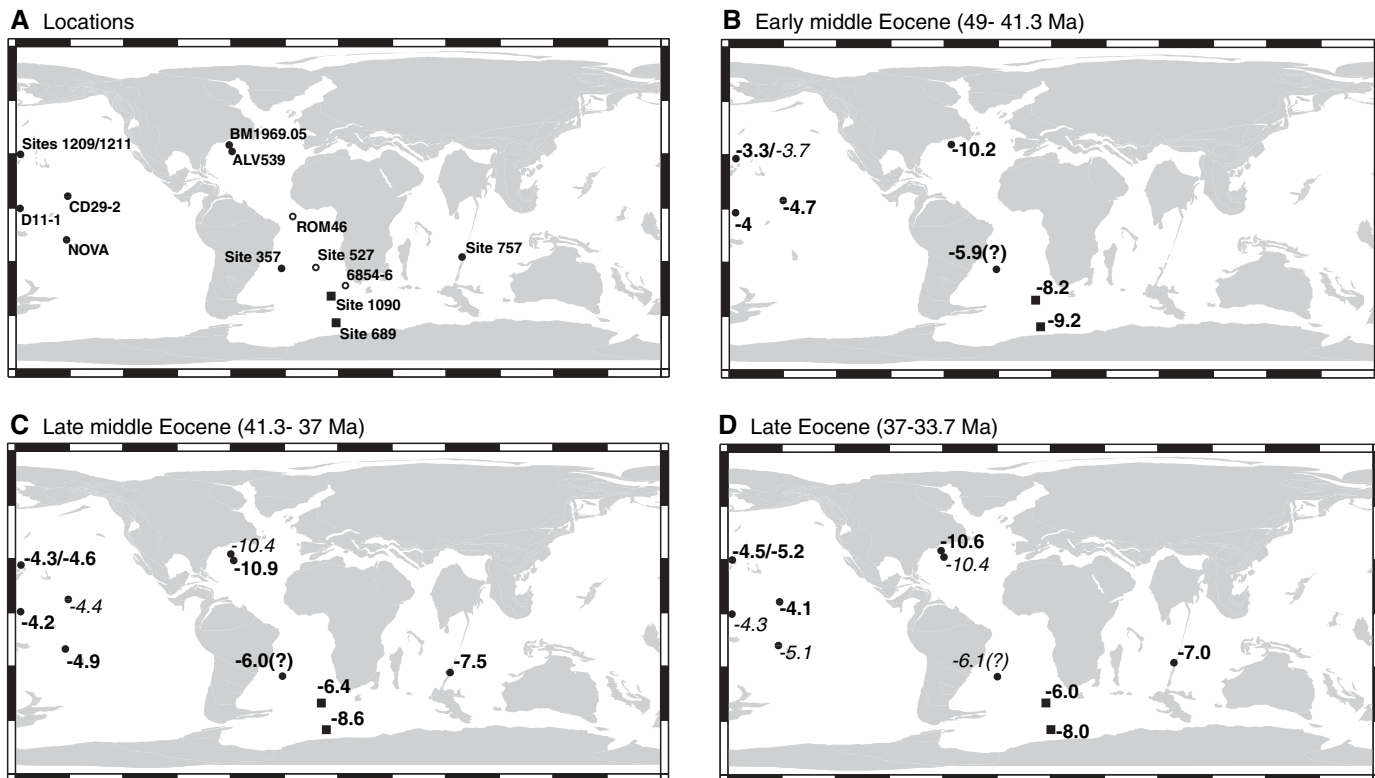 A Locations
Sites 1209/1211
BM1969.05
ALV539
CD29-2
D11-1
NOVA
ROM46
Site 357
Site 527
6854-6
Site 757
Site 1090
Site 689
B Early middle Eocene (49- 41.3 Ma)
-3.3/-3.7
-10.2
-4.7
-4
-5.9(?)
-8.2
-9.2
C Late middle Eocene (41.3- 37 Ma)
-10.4
-4.3/-4.6
-10.9
-4.4
-4.2
-4.9
-6.0(?)
-7.5
-6.4
-8.6
D Late Eocene (37-33.7 Ma)
-10.6
-4.5/-5.2
-10.4
-4.1
-4.3
-5.1
-6.1(?)
-7.0
-6.0
-8.0